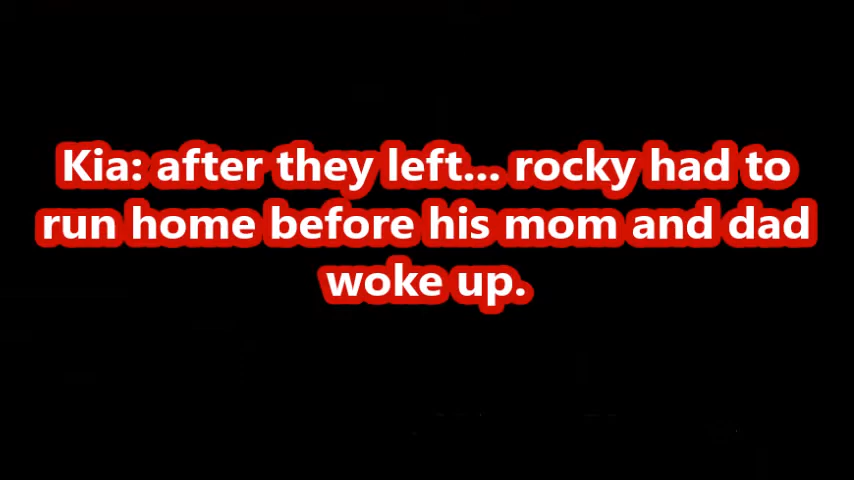 Kia: after they left... rocky had to
run home before his mom and dad
woke up.